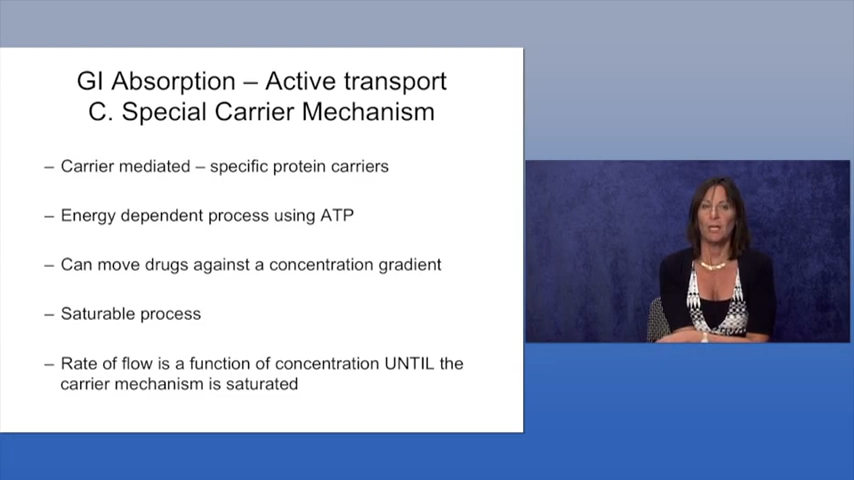 GI Absorption – Active transport
C. Special Carrier Mechanism
– Carrier mediated – specific protein carriers
– Energy dependent process using ATP
– Can move drugs against a concentration gradient
– Saturable process
– Rate of flow is a function of concentration UNTIL the
carrier mechanism is saturated